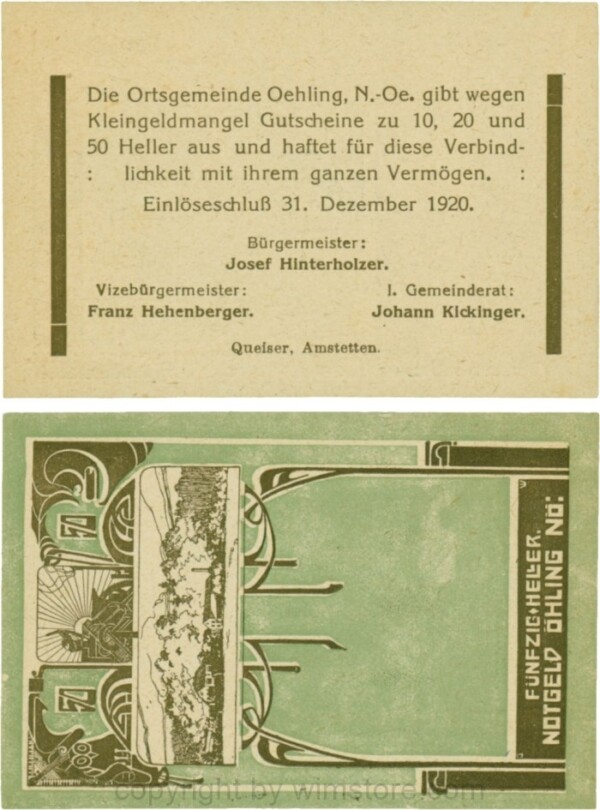 Die Ortsgemeinde Oehling, N.-Oe. gibt wegen
Kleingeldmangel Gutscheine zu 10, 20 und
50 Heller aus und haftet für diese Verbind-
: lichkeit mit ihrem ganzen Vermögen. :
Einlöseschluß 31. Dezember 1920.
Bürgermeister:
Josef Hinterholzer.
Vizebürgermeister: I. Gemeinderat:
Franz Hehenberger. Johann Kickinger.
Queiser, Amstetten.
50
H
50
H
FÜNFZIG·HELLER.
NOTGELD ÖHLING NÖ:
copyright by wimstore.com